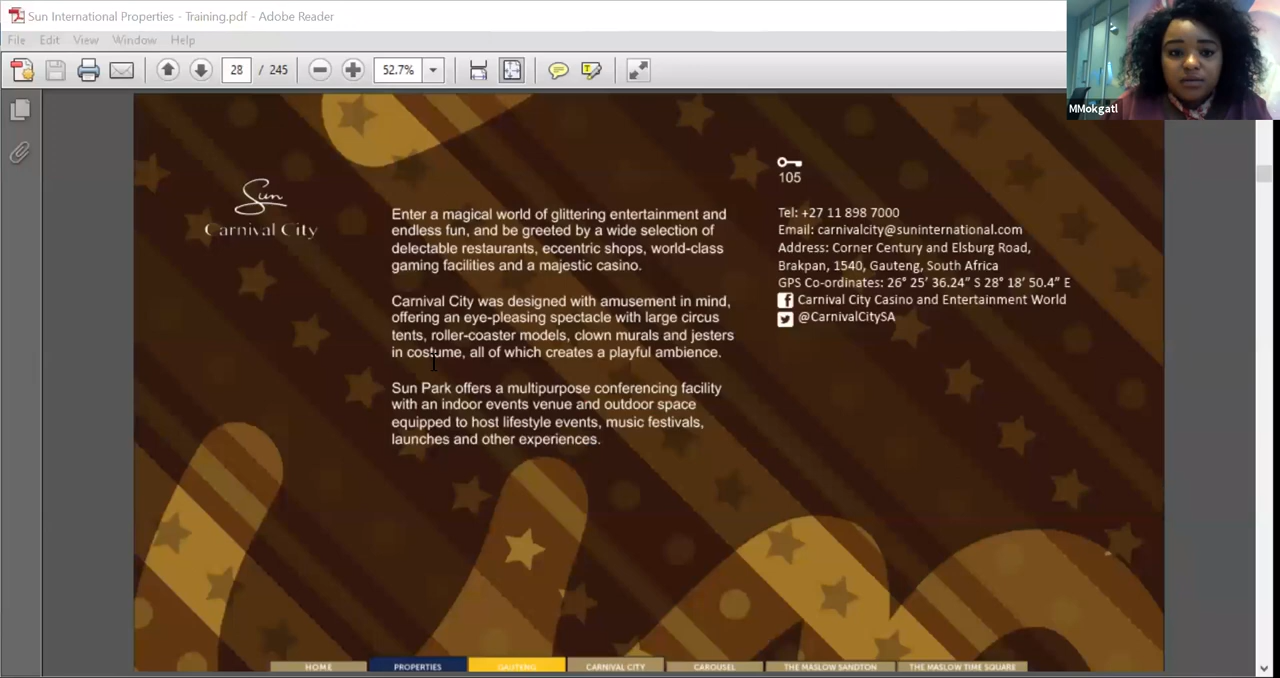 Sun International Properties - Training.pdf - Adobe Reader
File Edit View Window Help
28 / 245 52.7%
MMokgatl
Sun
Carnival City
Enter a magical world of glittering entertainment and
endless fun, and be greeted by a wide selection of
delectable restaurants, eccentric shops, world-class
gaming facilities and a majestic casino.
Carnival City was designed with amusement in mind,
offering an eye-pleasing spectacle with large circus
tents, roller-coaster models, clown murals and jesters
in costume, all of which creates a playful ambience.
Sun Park offers a multipurpose conferencing facility
with an indoor events venue and outdoor space
equipped to host lifestyle events, music festivals,
launches and other experiences.
105
Tel: +27 11 898 7000
Email: carnivalcity@suninternational.com
Address: Corner Century and Elsburg Road,
Brakpan, 1540, Gauteng, South Africa
GPS Co-ordinates: 26° 25' 36.24" S 28° 18' 50.4" E
Carnival City Casino and Entertainment World
@CarnivalCitySA
HOME PROPERTIES GAUTENG CARNIVAL CITY CAROUSEL THE MASLOW SANDTON THE MASLOW TIME SQUARE